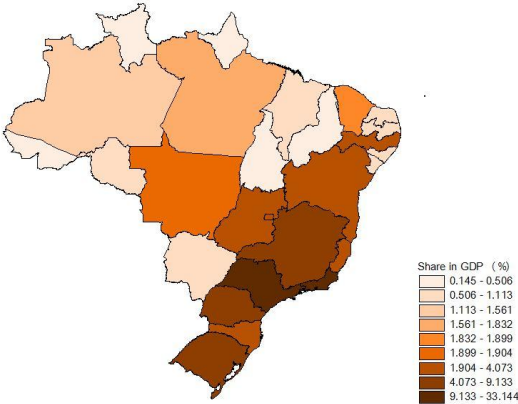 Share in GDP (%)
0.145 - 0.506
0.506 - 1.113
1.113 - 1.561
1.561 - 1.832
1.832 - 1.899
1.899 - 1.904
1.904 - 4.073
4.073 - 9.133
9.133 - 33.144